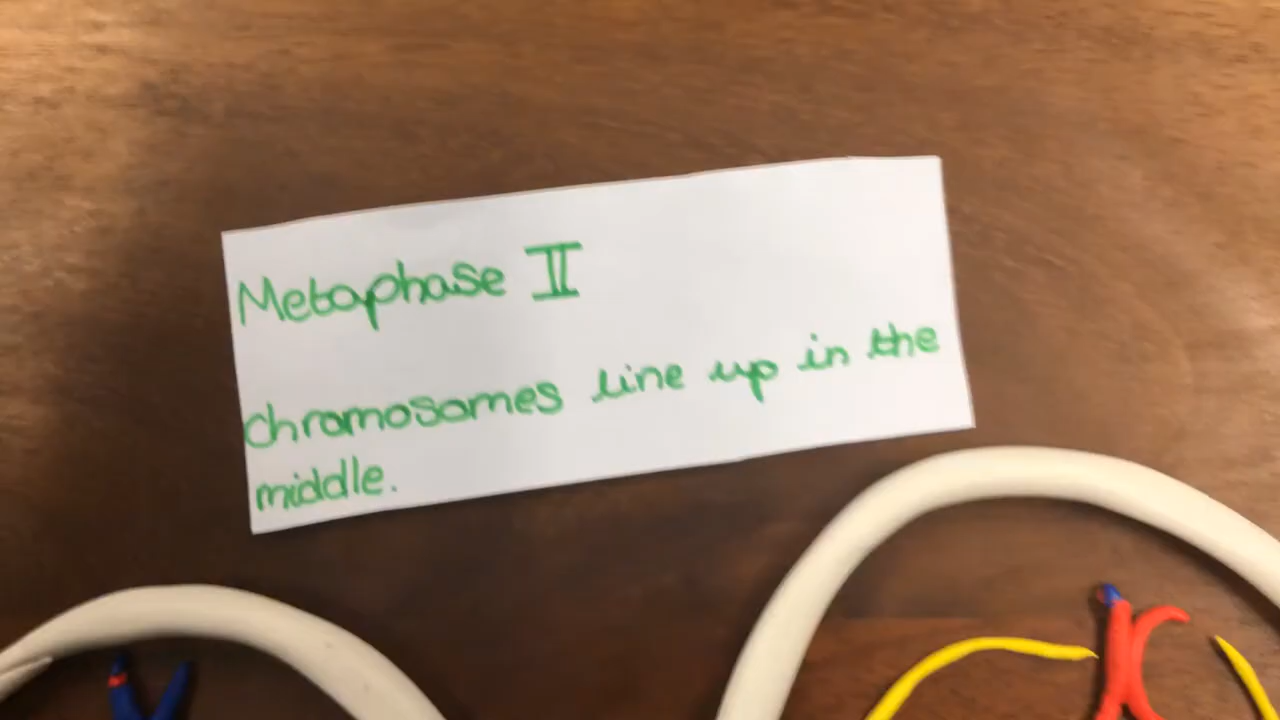 Metaphase II
chromosomes line up in the
middle.